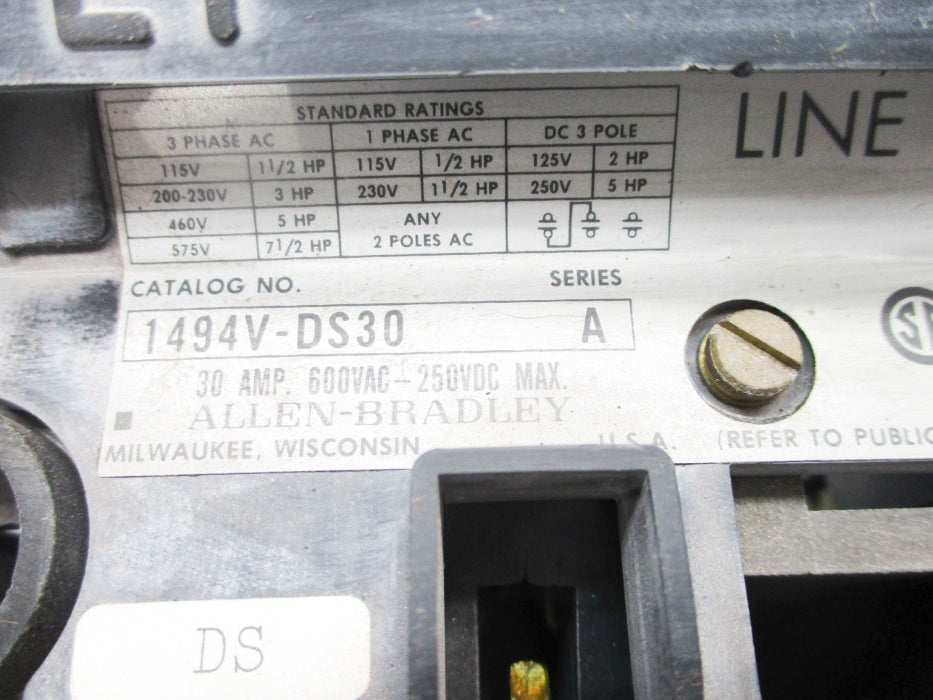 STANDARD RATINGS
3 PHASE AC 1 PHASE AC DC 3 POLE
115V 1 1/2 HP 115V 1/2 HP 125V 2 HP
200-230V 3 HP 230V 1 1/2 HP 250V 5 HP
460V 5 HP ANY
575V 7 1/2 HP 2 POLES AC
LINE
CATALOG NO. SERIES
1494V-DS30 A
30 AMP. 600VAC-250VDC MAX.
ALLEN-BRADLEY
MILWAUKEE, WISCONSIN U.S.A. (REFER TO
DS